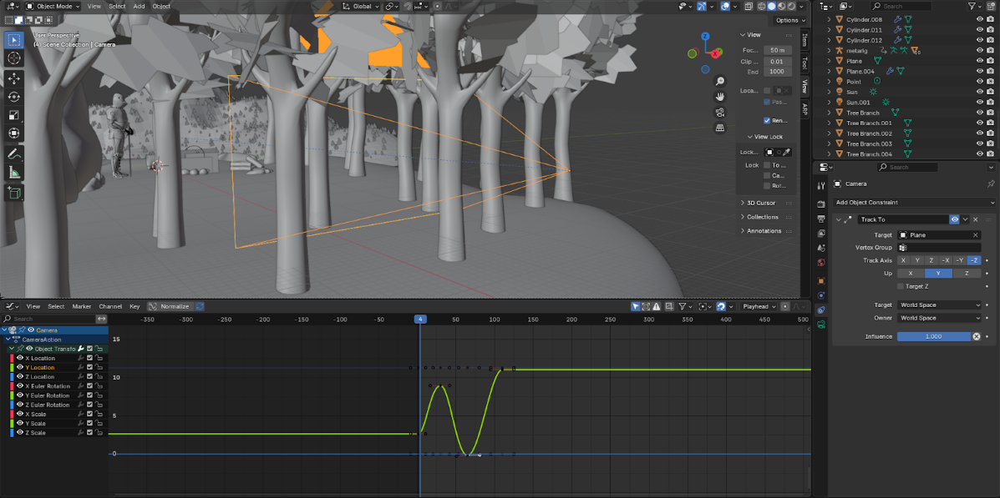 Object Mode View Select Add Object Global
Options
User Perspective
(4) Scene Collection | Camera
View
Foc... 50 m
Clip ... 0.01
End 1000
Loca...
Pas...
Ren...
View Lock
Lock...
Lock To ...
Ca...
Rot...
3D Cursor
Collections
Annotations
Item
Tool
View
ARP
X
Z
Search
Cylinder.008
Cylinder.011
Cylinder.012
metarig
Plane
Plane.004
Point
Sun
Sun.001
Tree Branch
Tree Branch.001
Tree Branch.002
Tree Branch.003
Tree Branch.004
Search
Camera
Add Object Constraint
Track To
Target Plane
Vertex Group
Track Axis X Y Z -X -Y -Z
Up X Y Z
Target Z
Target World Space
Owner World Space
Influence 1.000
View Select Marker Channel Key Normalize Playhead
Search
-350 -300 -250 -200 -150 -100 -50 4 50 100 150 200 250 300 350 400 450 500
Camera
CameraAction
Object Transfo
X Location
Y Location
Z Location
X Euler Rotation
Y Euler Rotation
Z Euler Rotation
X Scale
Y Scale
Z Scale
15
10
5
0